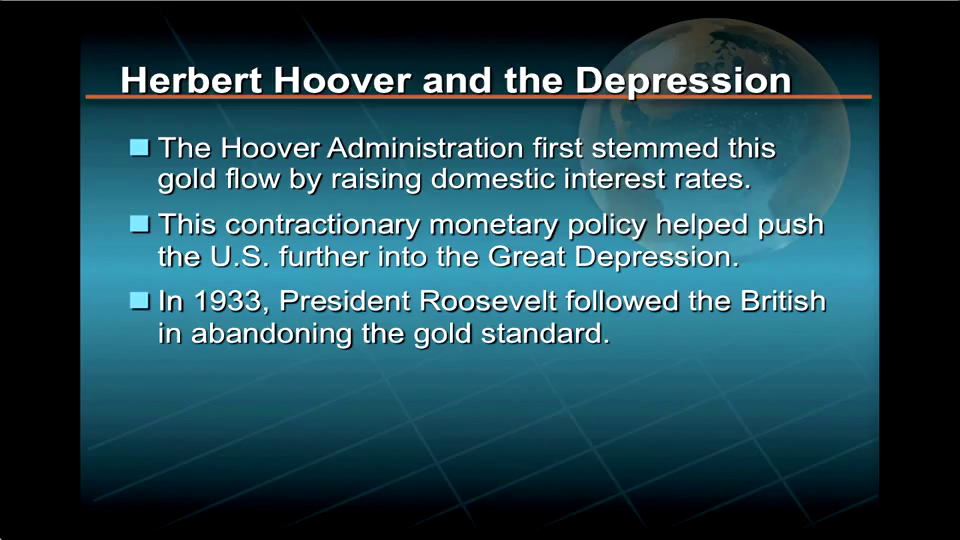 Herbert Hoover and the Depression
The Hoover Administration first stemmed this
gold flow by raising domestic interest rates.
This contractionary monetary policy helped push
the U.S. further into the Great Depression.
In 1933, President Roosevelt followed the British
in abandoning the gold standard.